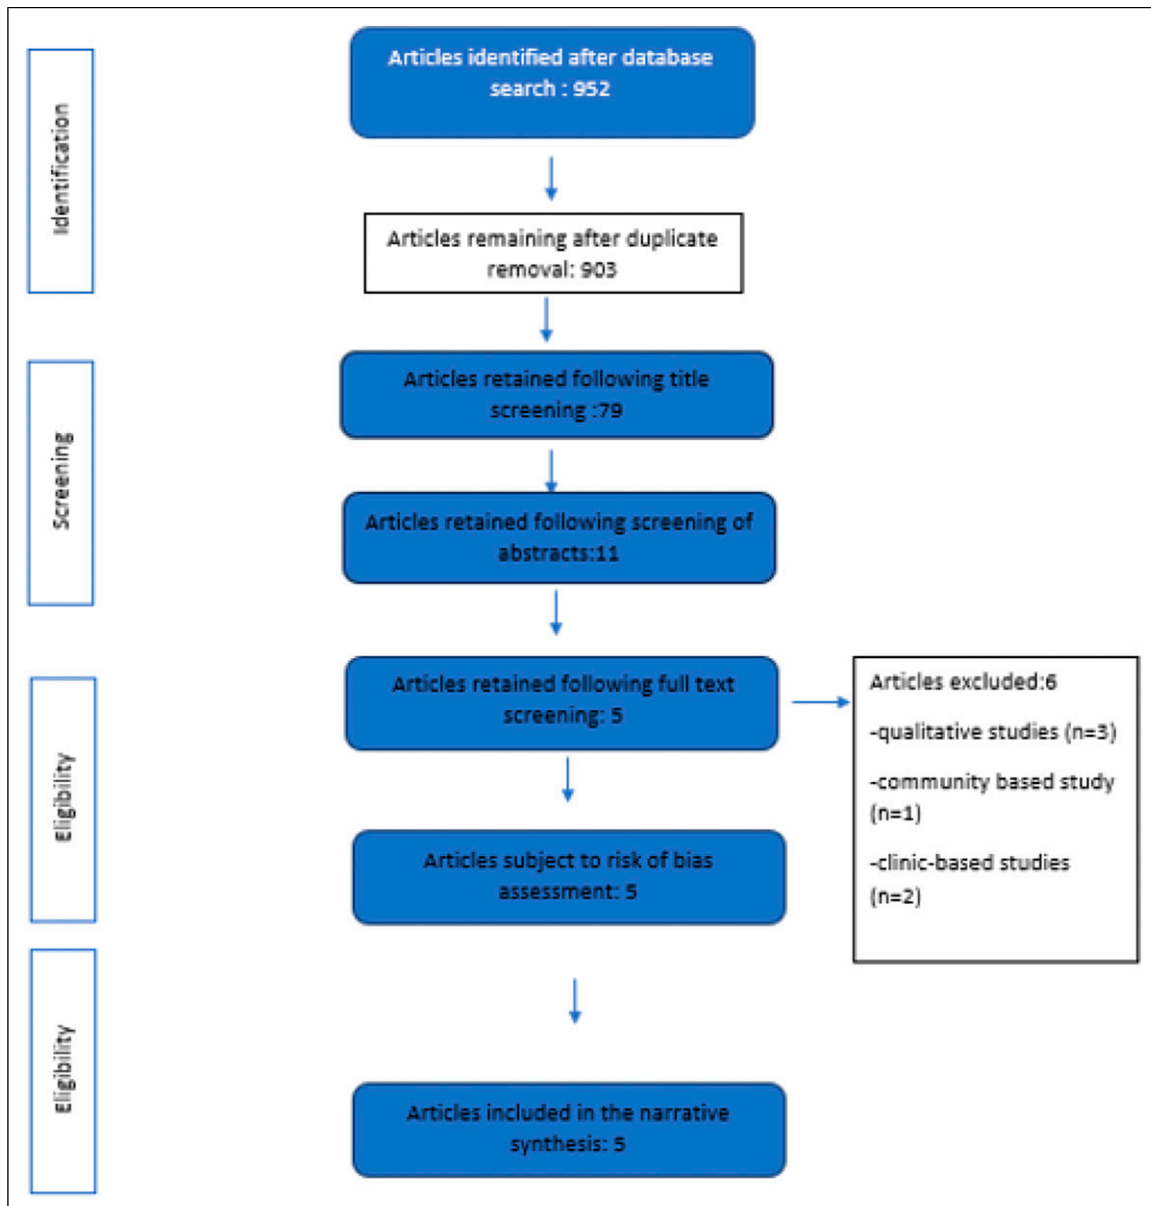 Identification
Articles identified after database
search : 952
Articles remaining after duplicate
removal: 903
Screening
Articles retained following title
screening :79
Articles retained following screening of
abstracts:11
Eligibility
Articles retained following full text
screening: 5
Articles excluded:6
-qualitative studies (n=3)
-community based study
(n=1)
-clinic-based studies
(n=2)
Articles subject to risk of bias
assessment: 5
Eligibility
Articles included in the narrative
synthesis: 5